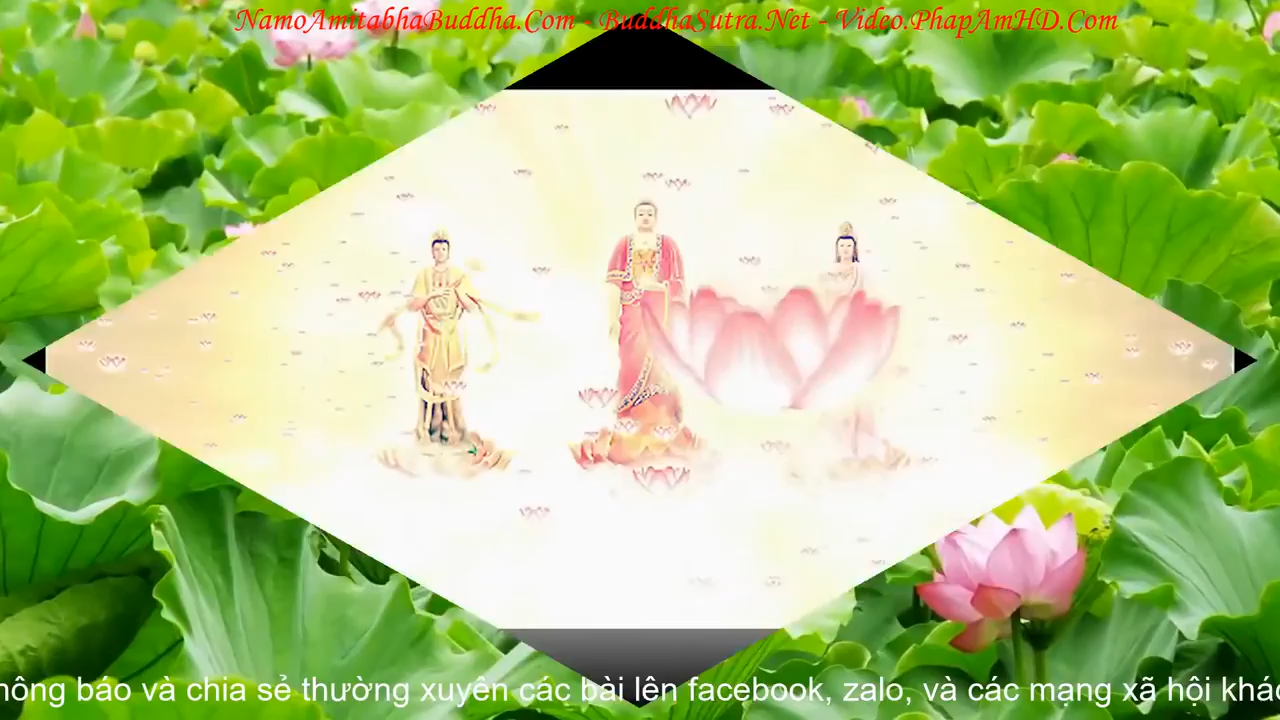 NamoAmitabhaBuddha.Com - BuddhaSutra.Net - Video.PhapAmHD.Com
báo và chia sẻ thường xuyên các bài lên facebook, zalo, và các mạng xã hội khác